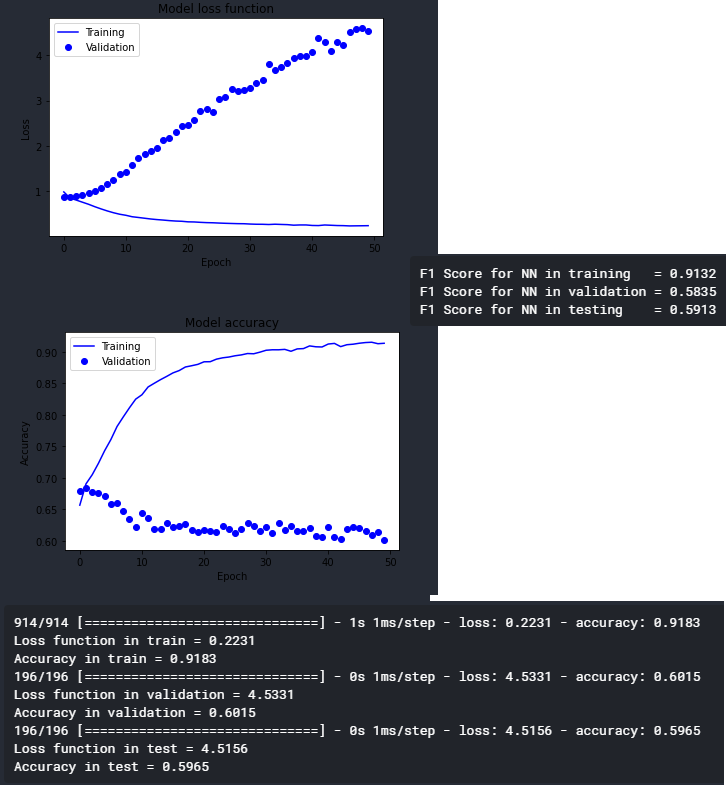 Model loss function
Training
Validation
4
3
2
1
Loss
0 10 20 30 40 50
Epoch
F1 Score for NN in training = 0.9132
F1 Score for NN in validation = 0.5835
F1 Score for NN in testing = 0.5913
Model accuracy
Training
Validation
0.90
0.85
0.80
0.75
0.70
0.65
0.60
Accuracy
0 10 20 30 40 50
Epoch
914/914 [==============================] - 1s 1ms/step - loss: 0.2231 - accuracy: 0.9183
Loss function in train = 0.2231
Accuracy in train = 0.9183
196/196 [==============================] - 0s 1ms/step - loss: 4.5331 - accuracy: 0.6015
Loss function in validation = 4.5331
Accuracy in validation = 0.6015
196/196 [==============================] - 0s 1ms/step - loss: 4.5156 - accuracy: 0.5965
Loss function in test = 4.5156
Accuracy in test = 0.5965